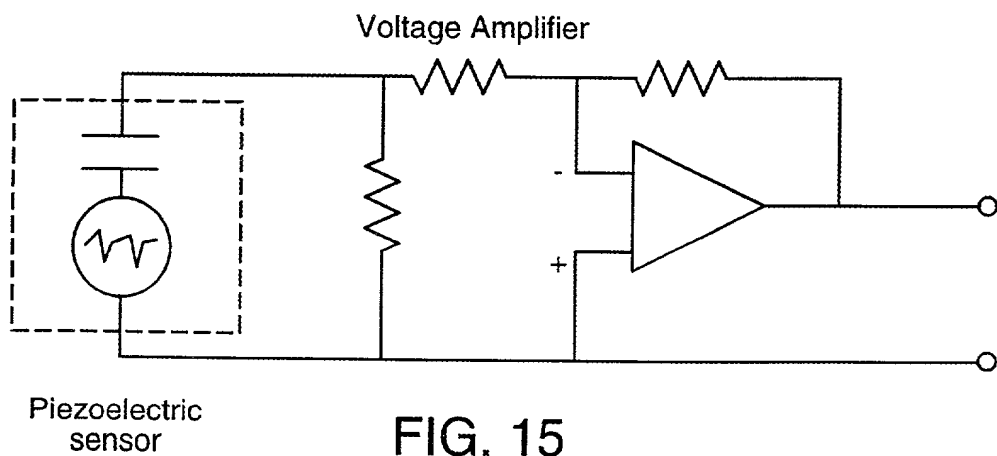 Voltage Amplifier
-
+
Piezoelectric
sensor
FIG. 15